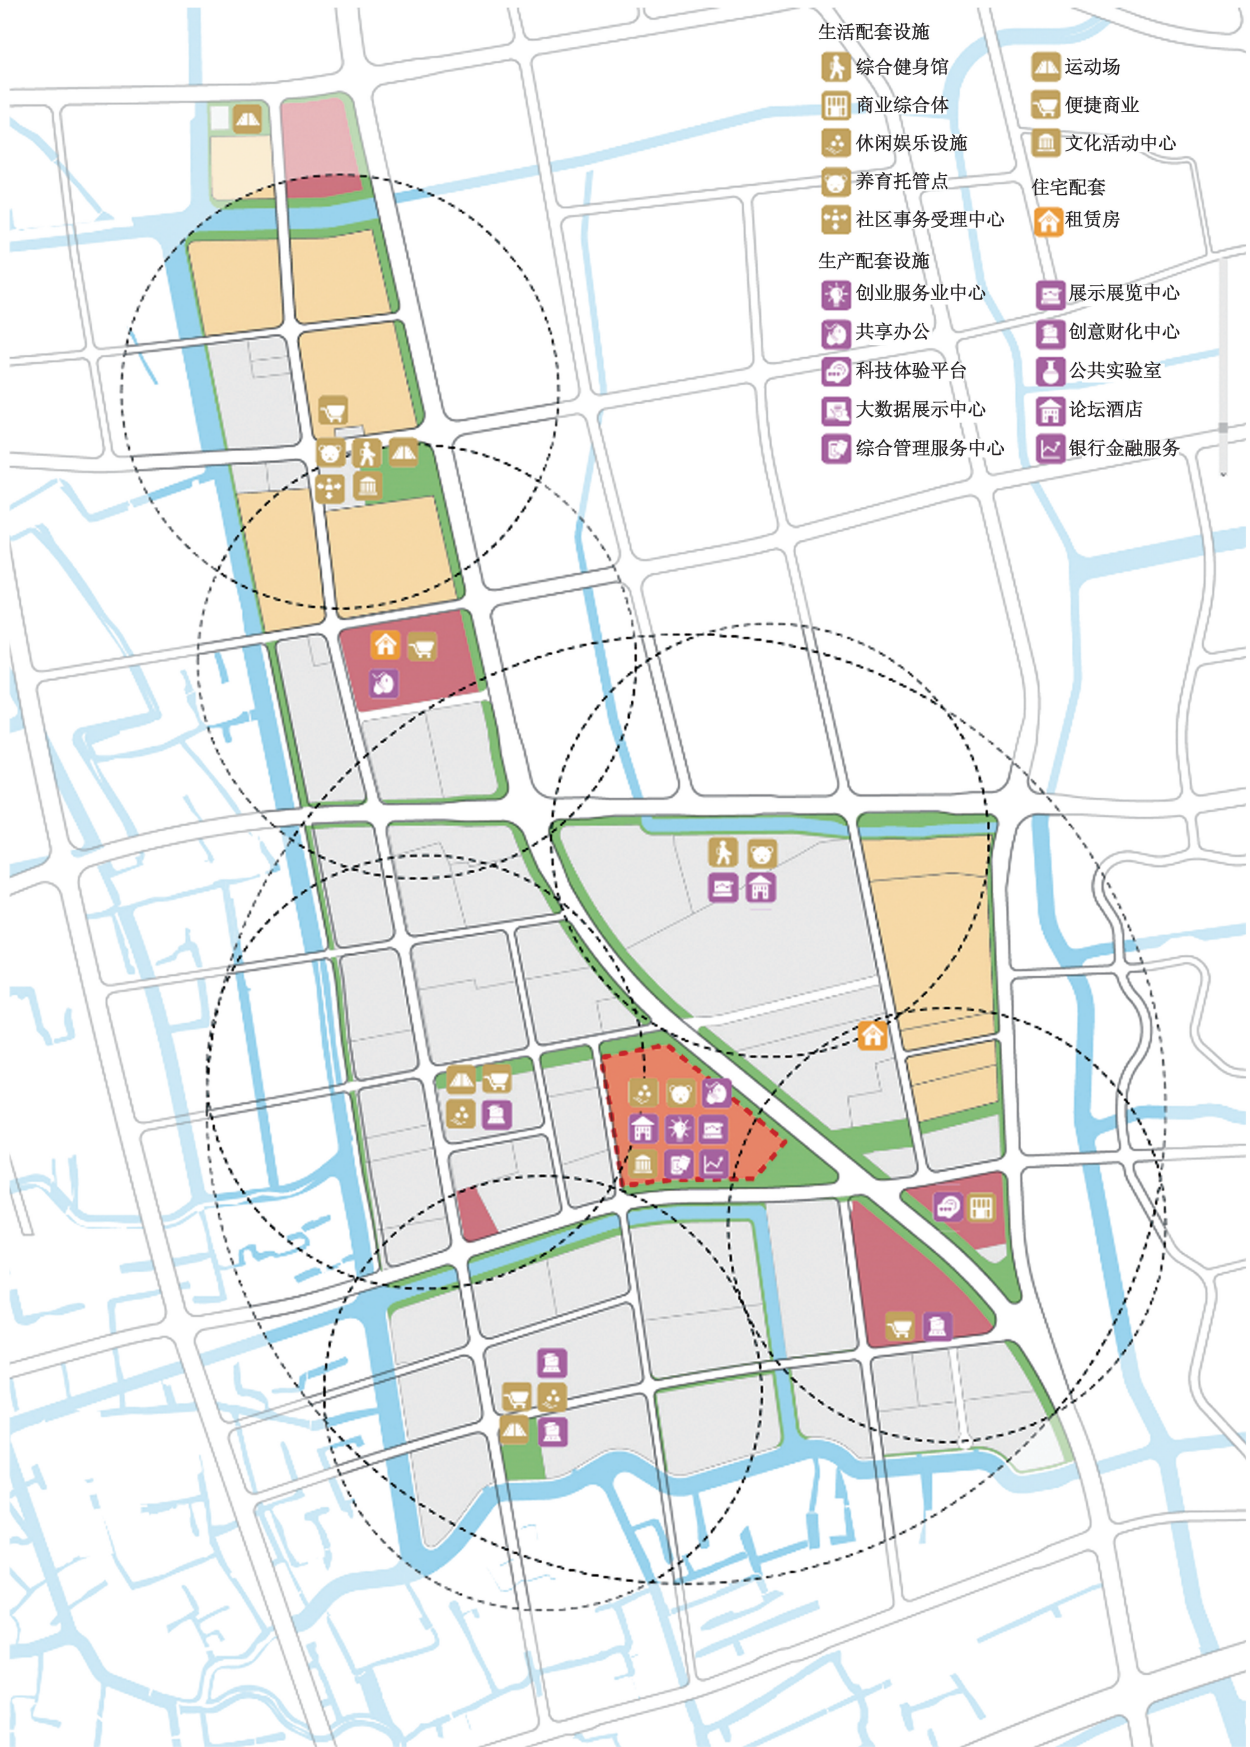 生活配套设施
综合健身馆
运动场
商业综合体
便捷商业
休闲娱乐设施
文化活动中心
养育托管点
住宅配套
社区事务受理中心
租赁房
生产配套设施
创业服务业中心
展示展览中心
共享办公
创意财化中心
科技体验平台
公共实验室
大数据展示中心
论坛酒店
综合管理服务中心
银行金融服务